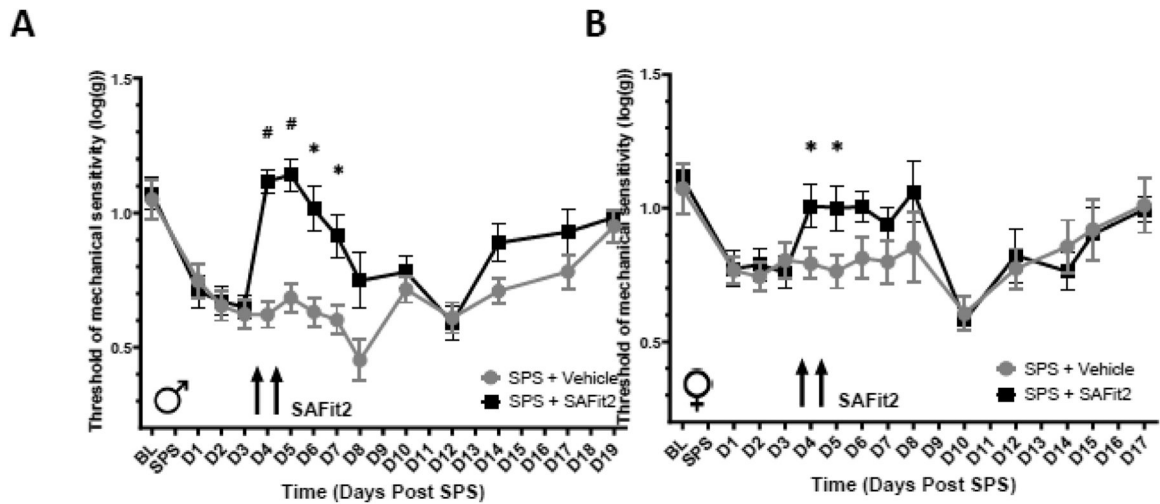 A
B
Threshold of mechanical sensitivity (log(g))
1.5
1.0
0.5
# # * *
SPS + Vehicle
SPS + SAFit2
SAFit2
BL SPS D1 D2 D3 D4 D5 D6 D7 D8 D9 D10 D11 D12 D13 D14 D15 D16 D17 D18 D19
Time (Days Post SPS)
Threshold of mechanical sensitivity (log(g))
1.5
1.0
0.5
* *
SPS + Vehicle
SPS + SAFit2
SAFit2
BL SPS D1 D2 D3 D4 D5 D6 D7 D8 D9 D10 D11 D12 D13 D14 D15 D16 D17
Time (Days Post SPS)